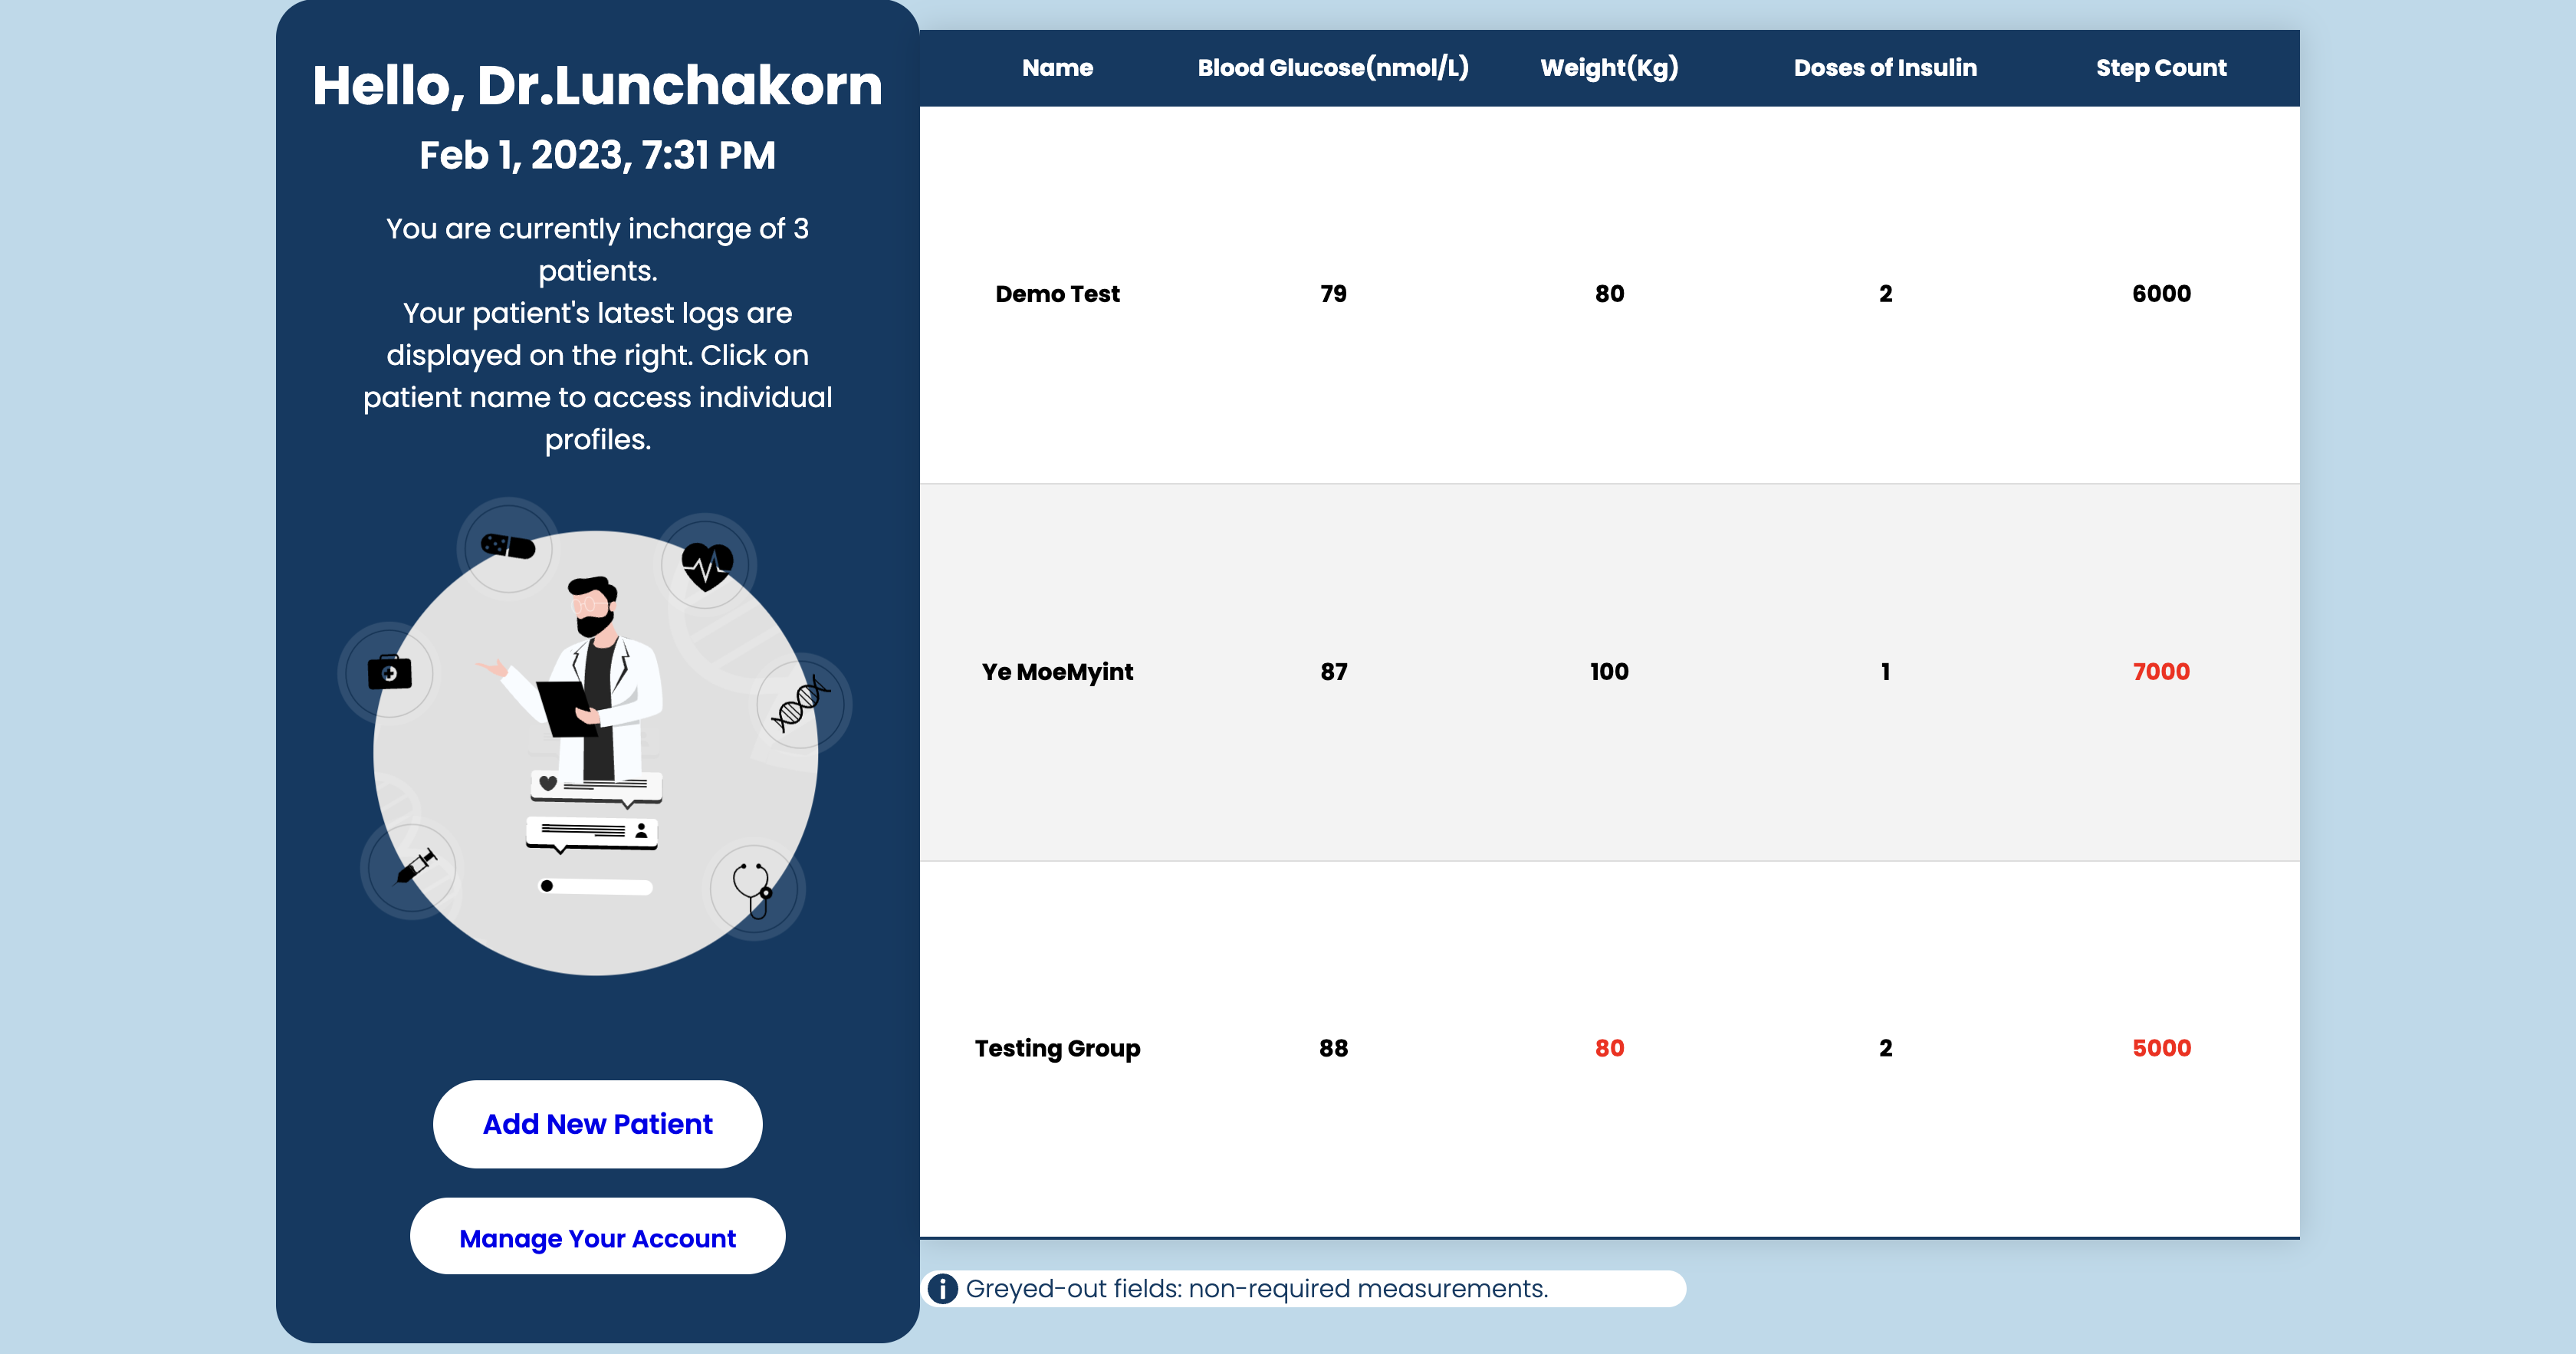 Hello, Dr.Lunchakorn
Feb 1, 2023, 7:31 PM
You are currently incharge of 3
patients.
Your patient's latest logs are
displayed on the right. Click on
patient name to access individual
profiles.
Add New Patient
Manage Your Account
Name Blood Glucose(nmol/L) Weight(Kg) Doses of Insulin Step Count
Demo Test 79 80 2 6000
Ye MoeMyint 87 100 1 7000
Testing Group 88 80 2 5000
Greyed-out fields: non-required measurements.